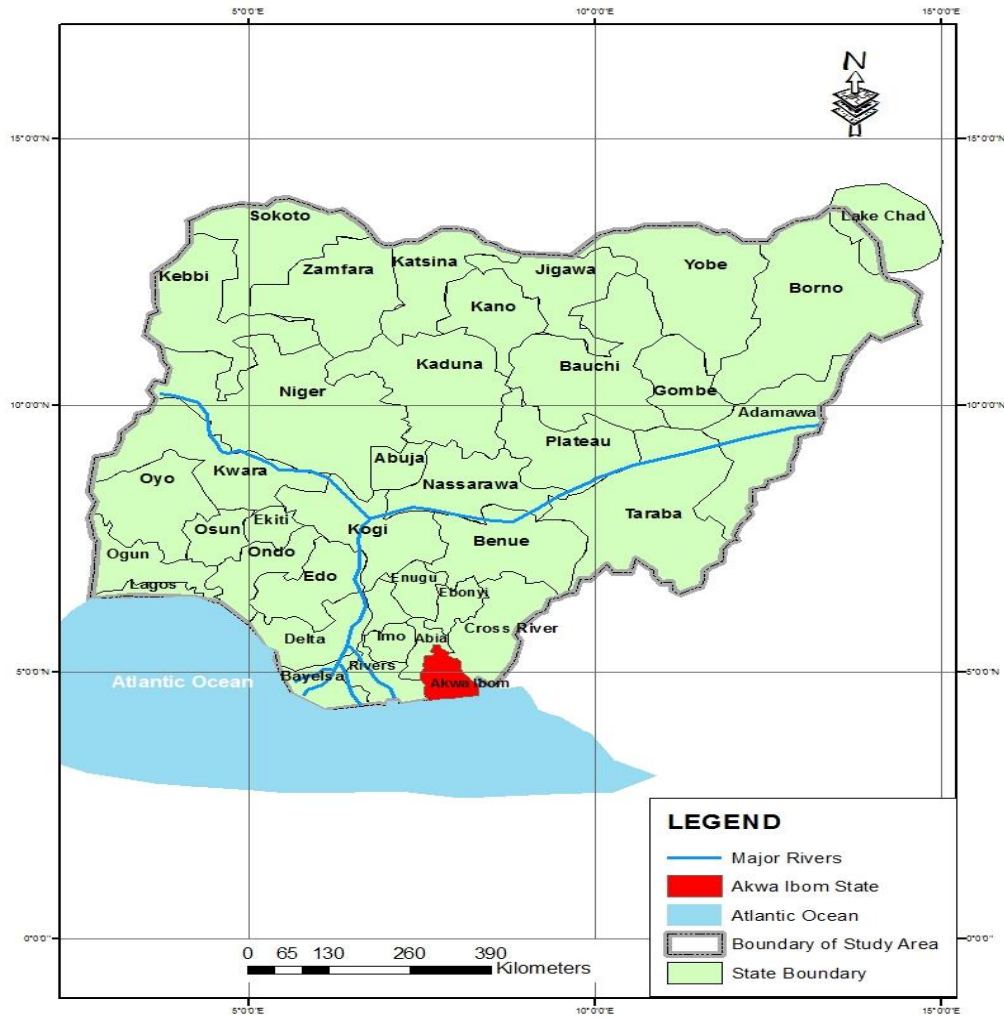 5°0'0"E
10°0'0"E
15°0'0"E
N
15°0'0"N
15°0'0"N
Sokoto
Lake Chad
Kebbi
Zamfara
Katsina
Jigawa
Yobe
Borno
Kano
Kaduna
Bauchi
Niger
Gombe
10°0'0"N
10°0'0"N
Adamawa
Plateau
Abuja
Kwara
Oyo
Nassarawa
Taraba
Ekiti
Osun
Kogi
Benue
Ogun
Ondo
Edo
Enugu
Lagos
Ebonyi
Cross River
Delta
Imo
Abia
5°0'0"N
Rivers
5°0'0"N
Bayelsa
Atlantic Ocean
Akwa Ibom
LEGEND
Major Rivers
Akwa Ibom State
Atlantic Ocean
Boundary of Study Area
State Boundary
0°0'0"
0°0'0"
0 65 130 260 390
Kilometers
5°0'0"E
10°0'0"E
15°0'0"E